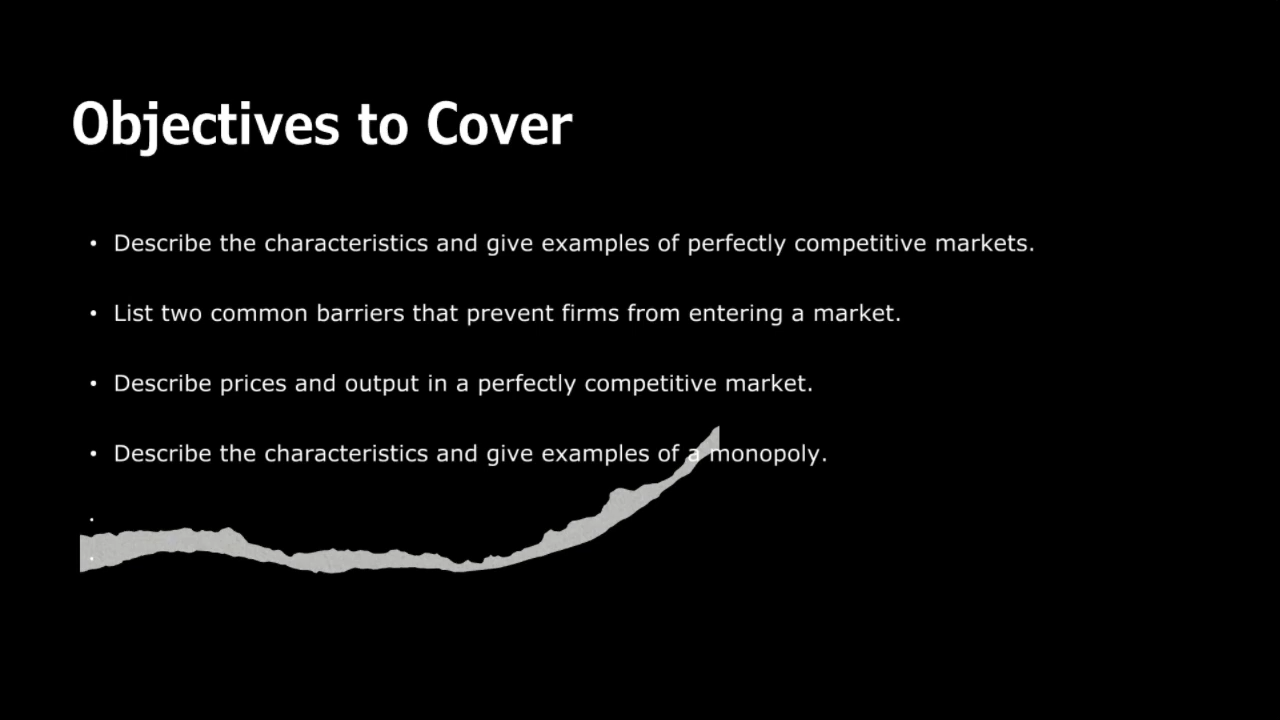 Objectives to Cover
• Describe the characteristics and give examples of perfectly competitive markets.
• List two common barriers that prevent firms from entering a market.
• Describe prices and output in a perfectly competitive market.
• Describe the characteristics and give examples of a monopoly.